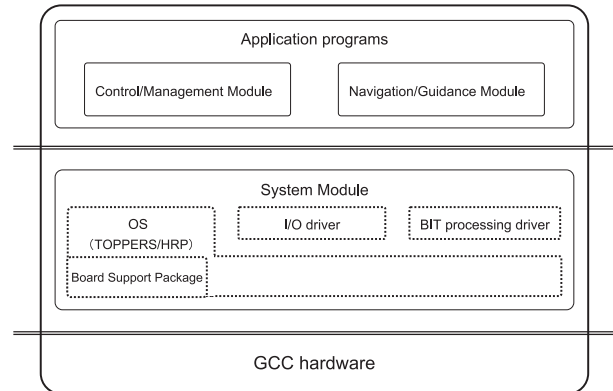 Application programs
Control/Management Module
Navigation/Guidance Module
System Module
OS
(TOPPERS/HRP)
I/O driver
BIT processing driver
Board Support Package
GCC hardware